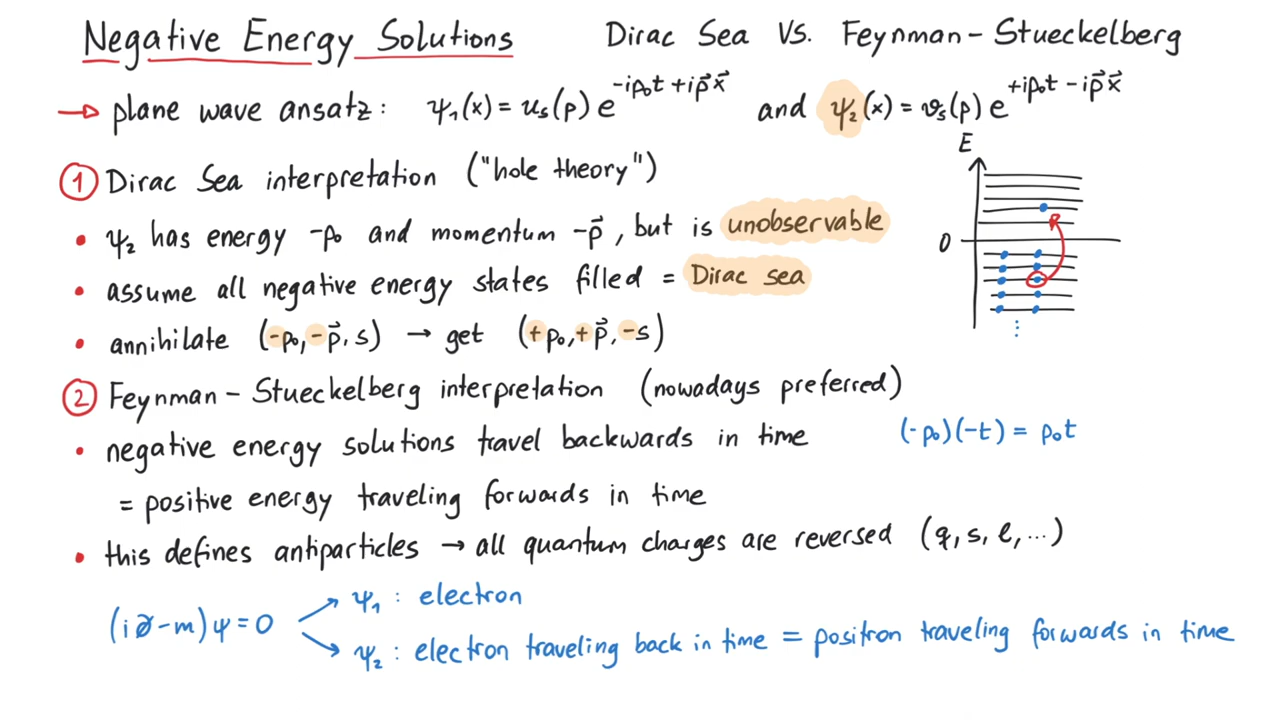 Negative Energy Solutions Dirac Sea VS. Feynman-Stueckelberg
→ plane wave ansatz: ψ₁(x) = uₛ(p) e^{-ip₀t + ip⃗x⃗} and ψ₂(x) = vₛ(p) e^{+ip₀t - ip⃗x⃗}
E
① Dirac Sea interpretation ("hole theory")
• ψ₂ has energy -p₀ and momentum -p⃗, but is unobservable
0
• assume all negative energy states filled = Dirac sea
• annihilate (-p₀, -p⃗, s) → get (+p₀, +p⃗, -s)
⋮
② Feynman-Stueckelberg interpretation (nowadays preferred)
• negative energy solutions travel backwards in time (-p₀)(-t) = p₀t
= positive energy traveling forwards in time
• this defines antiparticles → all quantum charges are reversed (q, s, l, ...)
(i∂̸ - m)ψ = 0
ψ₁ : electron
ψ₂ : electron traveling back in time = positron traveling forwards in time